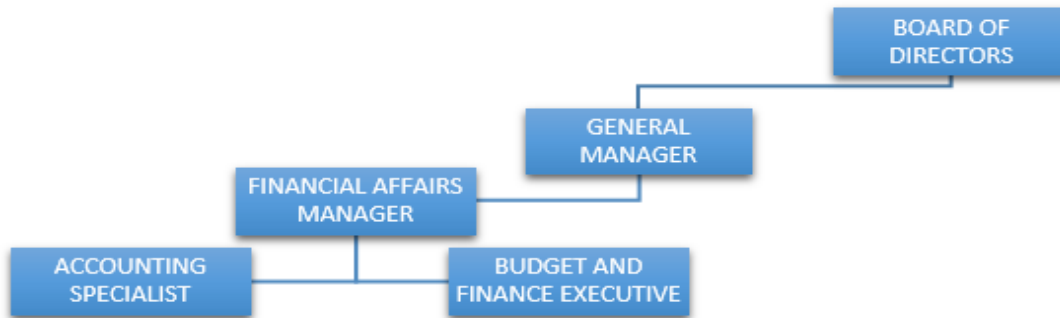 BOARD OF
DIRECTORS
GENERAL
MANAGER
FINANCIAL AFFAIRS
MANAGER
ACCOUNTING
SPECIALIST
BUDGET AND
FINANCE EXECUTIVE